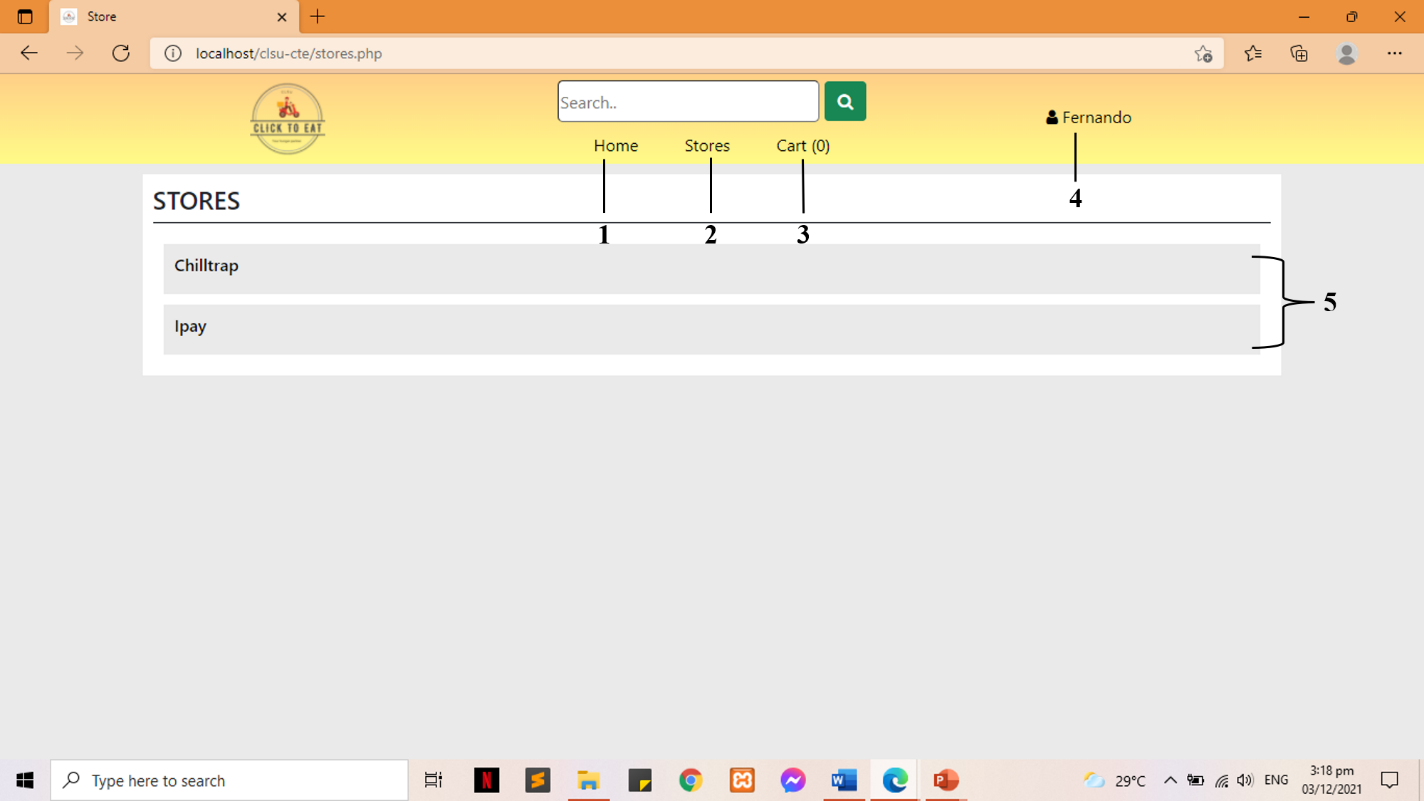 Store
localhost/clsu-cte/stores.php
CLICK TO EAT
Search..
Home Stores Cart (0)
Fernando
4
STORES
1 2 3
Chilltrap
5
Ipay
Type here to search
29°C
ENG
3:18 pm
03/12/2021